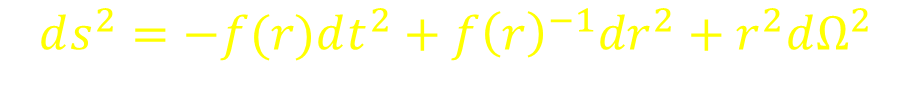 ds² = −f(r)dt² + f(r)⁻¹dr² + r²dΩ²